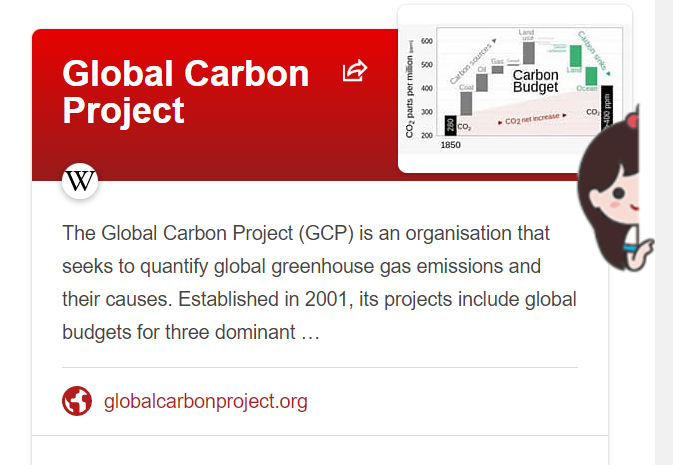 Global Carbon
Project
W
The Global Carbon Project (GCP) is an organisation that
seeks to quantify global greenhouse gas emissions and
their causes. Established in 2001, its projects include global
budgets for three dominant …
globalcarbonproject.org
CO₂ parts per million (ppm)
600
500
400
300
200
Carbon sources
Coal
Oil
Gas
Cement
Land
use
Carbon
Budget
Carbon sinks
Land
Ocean
280
CO₂
CO₂ net increase
CO₂
~400 ppm
1850